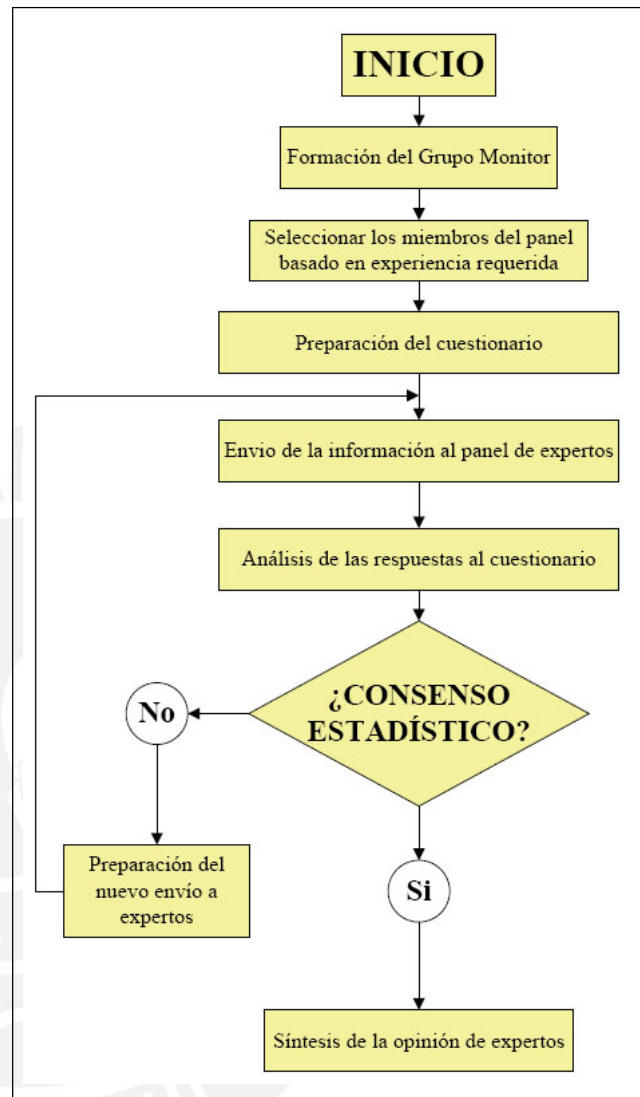 INICIO
Formación del Grupo Monitor
Seleccionar los miembros del panel
basado en experiencia requerida
Preparación del cuestionario
Envio de la información al panel de expertos
Análisis de las respuestas al cuestionario
¿CONSENSO
ESTADÍSTICO?
No
Preparación del
nuevo envío a
expertos
Si
Síntesis de la opinión de expertos